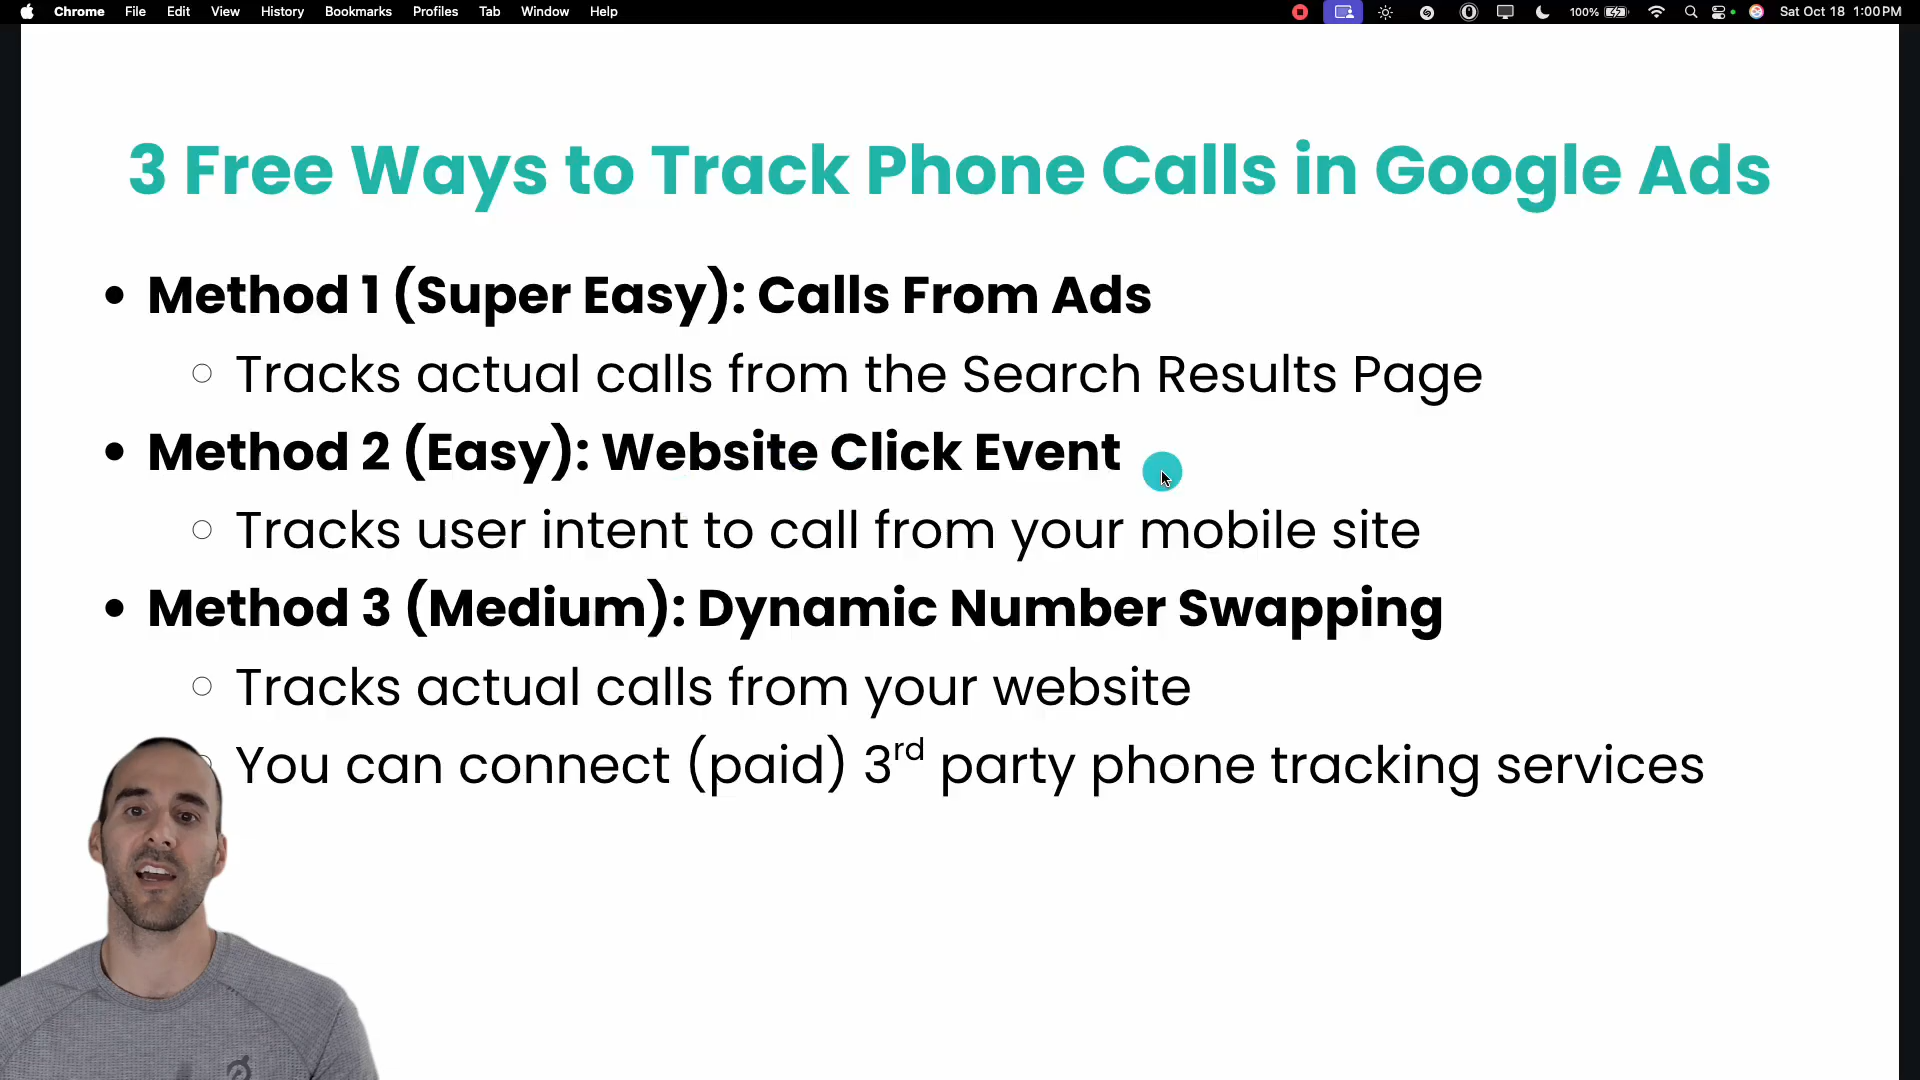 Chrome File Edit View History Bookmarks Profiles Tab Window Help 100% Sat Oct 18 1:00 PM
3 Free Ways to Track Phone Calls in Google Ads
• Method 1 (Super Easy): Calls From Ads
○ Tracks actual calls from the Search Results Page
• Method 2 (Easy): Website Click Event
○ Tracks user intent to call from your mobile site
• Method 3 (Medium): Dynamic Number Swapping
○ Tracks actual calls from your website
○ You can connect (paid) 3rd party phone tracking services